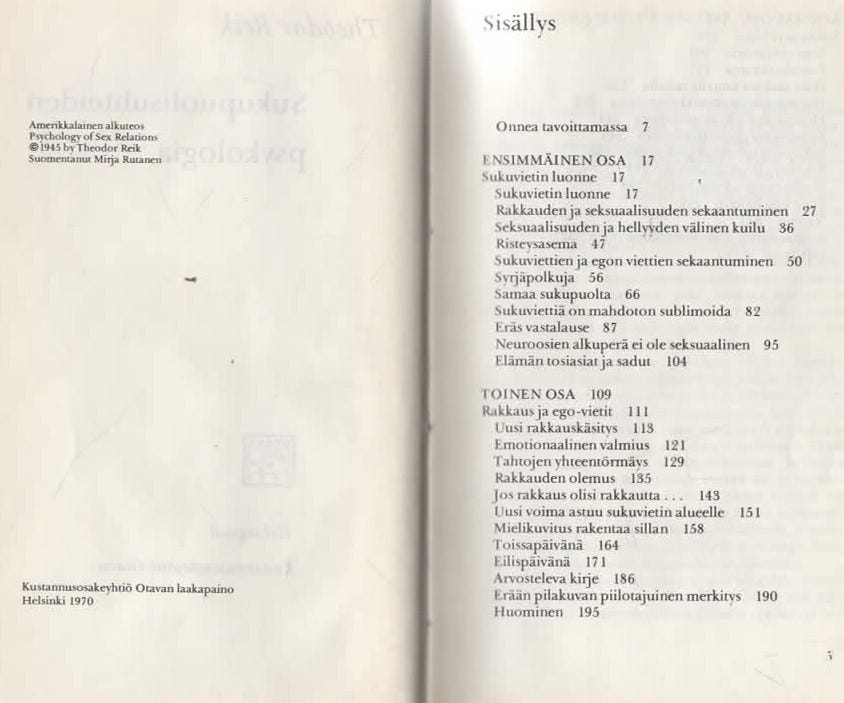 Amerikkalainen alkuteos
Psychology of Sex Relations
©1945 by Theodor Reik
Suomentanut Mirja Rutanen
Kustannusosakeyhtiö Otavan laakapaino
Helsinki 1970
Sisällys
Onnea tavoittamassa 7
ENSIMMÄINEN OSA 17
Sukuvietin luonne 17
Sukuvietin luonne 17
Rakkauden ja seksuaalisuuden sekaantuminen 27
Seksuaalisuuden ja hellyyden välinen kuilu 36
Risteysasema 47
Sukuviettien ja egon viettien sekaantuminen 50
Syrjäpolkuja 56
Samaa sukupuolta 66
Sukuviettiä on mahdoton sublimoida 82
Eräs vastalause 87
Neuroosien alkuperä ei ole seksuaalinen 95
Elämän tosiasiat ja sadut 104
TOINEN OSA 109
Rakkaus ja ego-vietit 111
Uusi rakkauskäsitys 113
Emotionaalinen valmius 121
Tahtojen yhteentörmäys 129
Rakkauden olemus 135
Jos rakkaus olisi rakkautta . . . 143
Uusi voima astuu sukuvietin alueelle 151
Mielikuvitus rakentaa sillan 158
Toissapäivänä 164
Eilispäivänä 171
Arvosteleva kirje 186
Erään pilakuvan piilotajuinen merkitys 190
Huominen 195
5